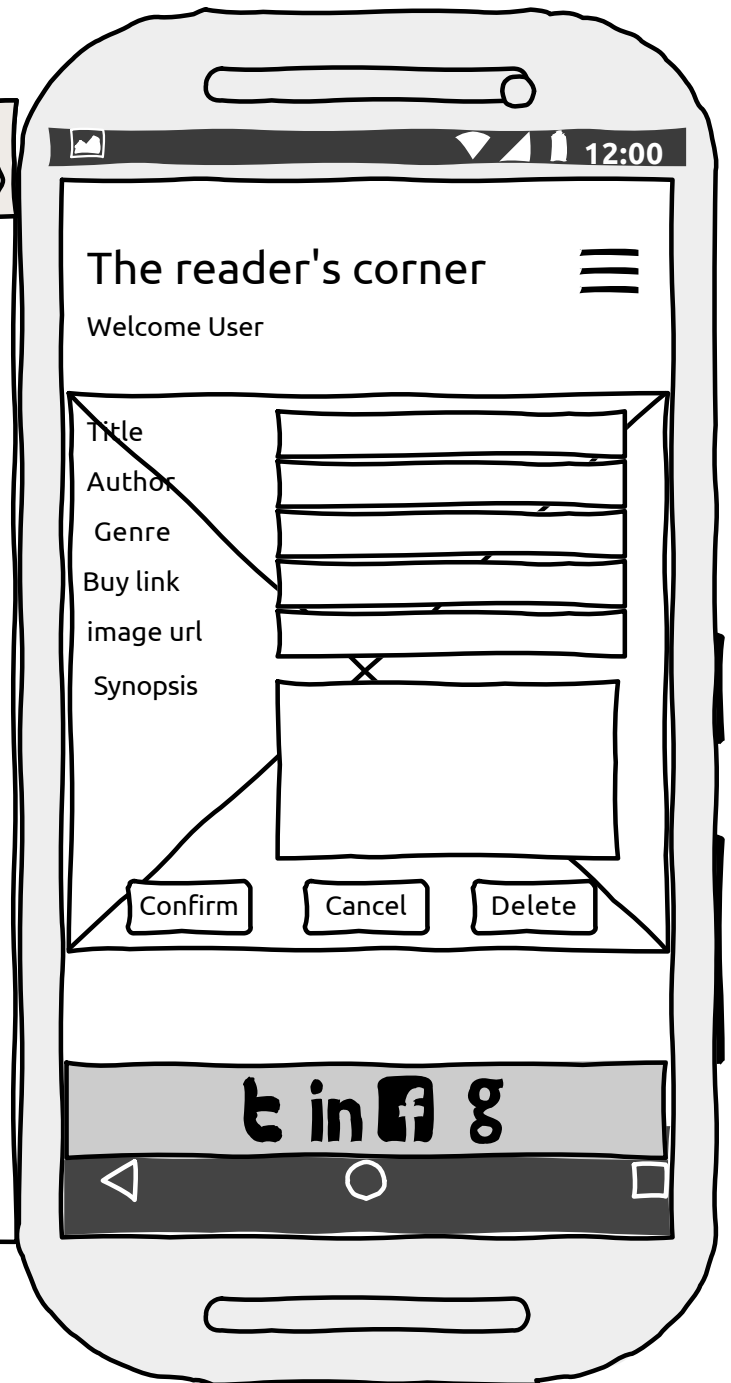 12:00
The reader's corner
Welcome User
Title
Author
Genre
Buy link
image url
Synopsis
Confirm Cancel Delete
t in f g